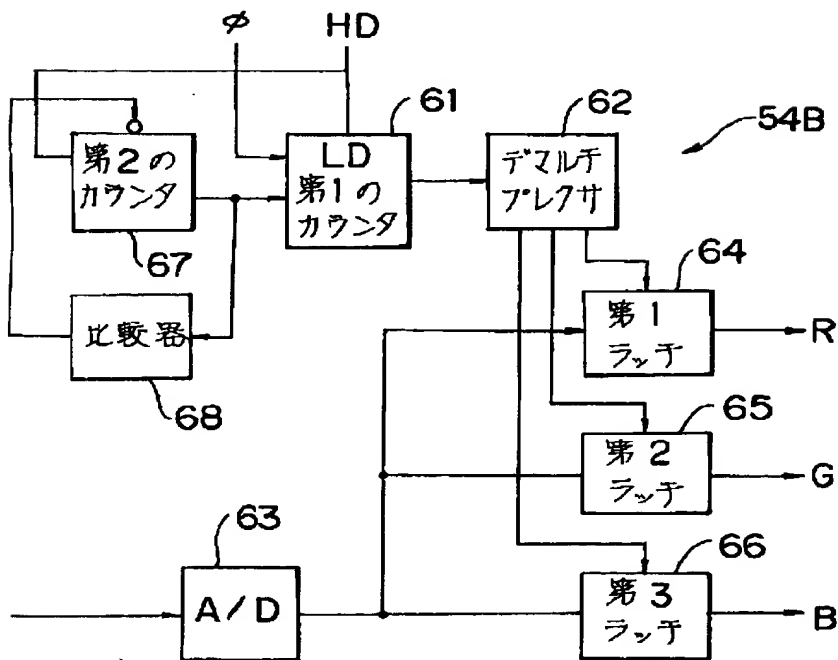 φ HD
61
62
54B
LD
第1の
カウンタ
デマルチ
プレクサ
第2の
カウンタ
67
64
第1
ラッチ
R
比較器
68
65
第2
ラッチ
G
63
A/D
66
第3
ラッチ
B